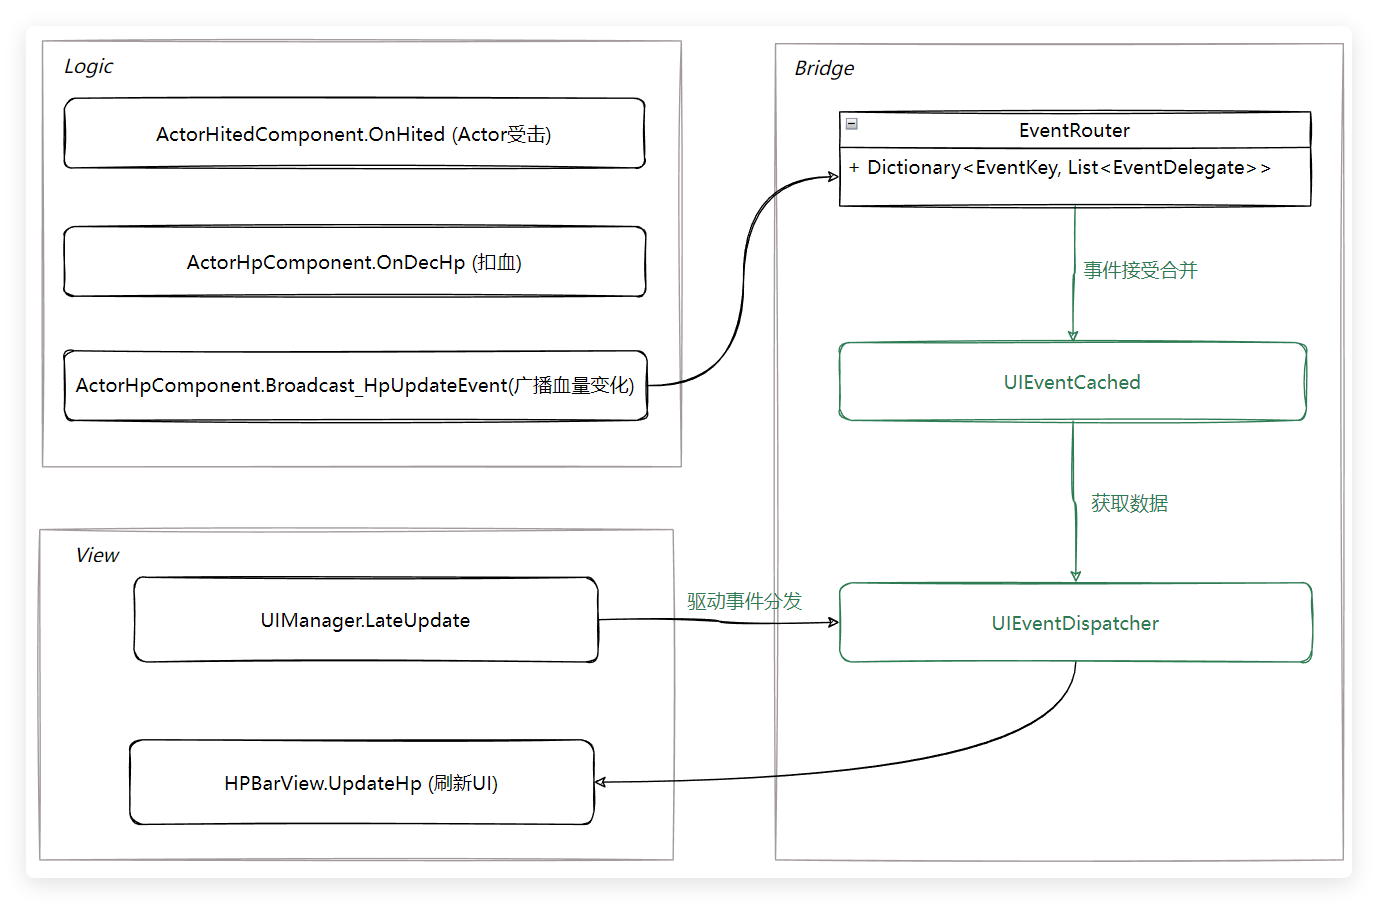 Logic
ActorHitedComponent.OnHited (Actor受击)
ActorHpComponent.OnDecHp (扣血)
ActorHpComponent.Broadcast_HpUpdateEvent(广播血量变化)
Bridge
EventRouter
+ Dictionary<EventKey, List<EventDelegate>>
事件接受合并
UIEventCached
获取数据
UIEventDispatcher
View
UIManager.LateUpdate
驱动事件分发
HPBarView.UpdateHp (刷新UI)